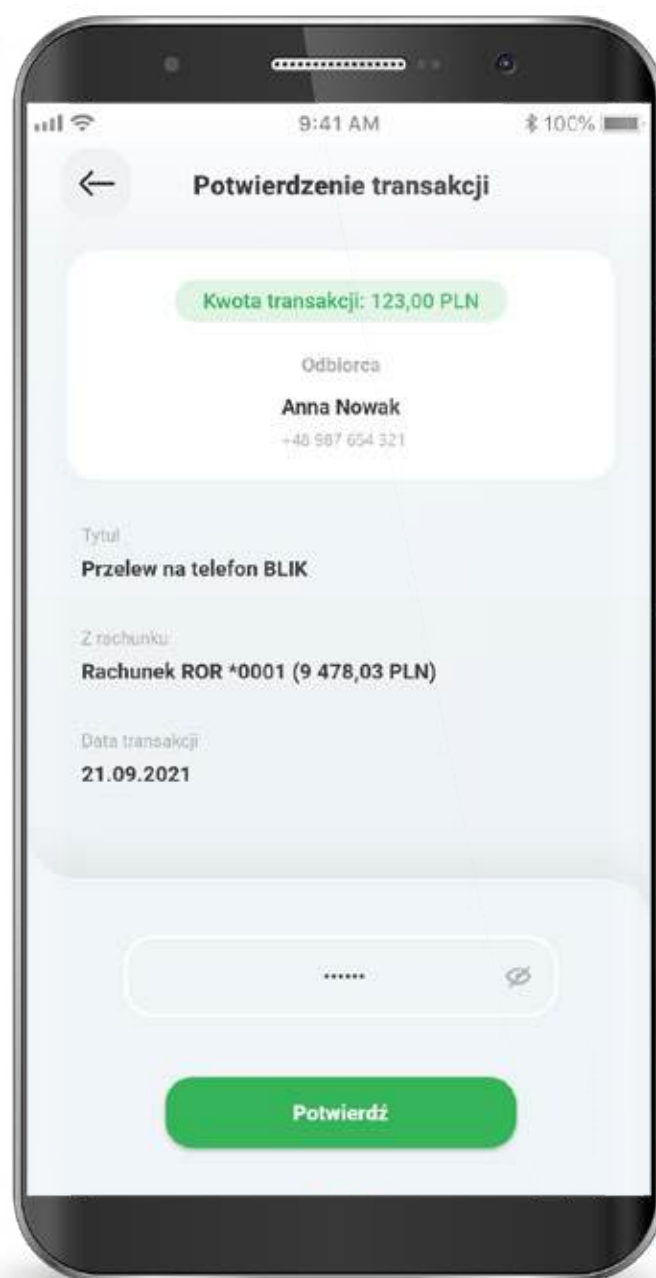 9:41 AM
100%
Potwierdzenie transakcji
Kwota transakcji: 123,00 PLN
Odbiorca
Anna Nowak
+48 987 654 321
Tytuł
Przelew na telefon BLIK
Z rachunku
Rachunek ROR *0001 (9 478,03 PLN)
Data transakcji
21.09.2021
••••••
Potwierdź